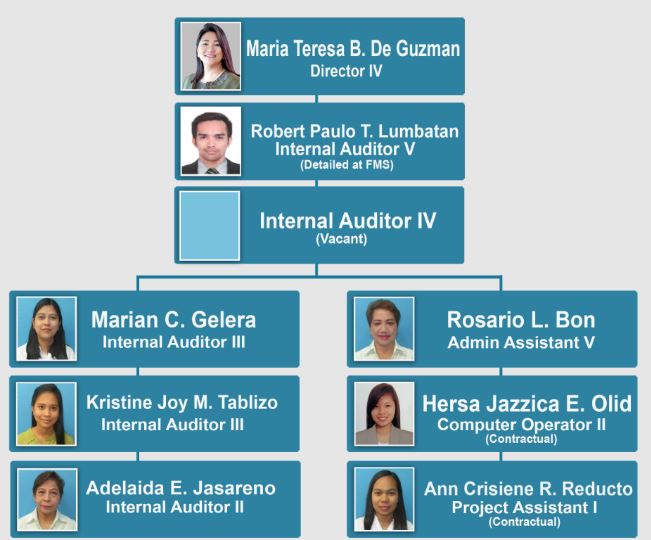 Maria Teresa B. De Guzman
Director IV
Robert Paulo T. Lumbatan
Internal Auditor V
(Detailed at FMS)
Internal Auditor IV
(Vacant)
Marian C. Gelera
Internal Auditor III
Kristine Joy M. Tablizo
Internal Auditor III
Adelaida E. Jasareno
Internal Auditor II
Rosario L. Bon
Admin Assistant V
Hersa Jazzica E. Olid
Computer Operator II
(Contractual)
Ann Crisiene R. Reducto
Project Assistant I
(Contractual)